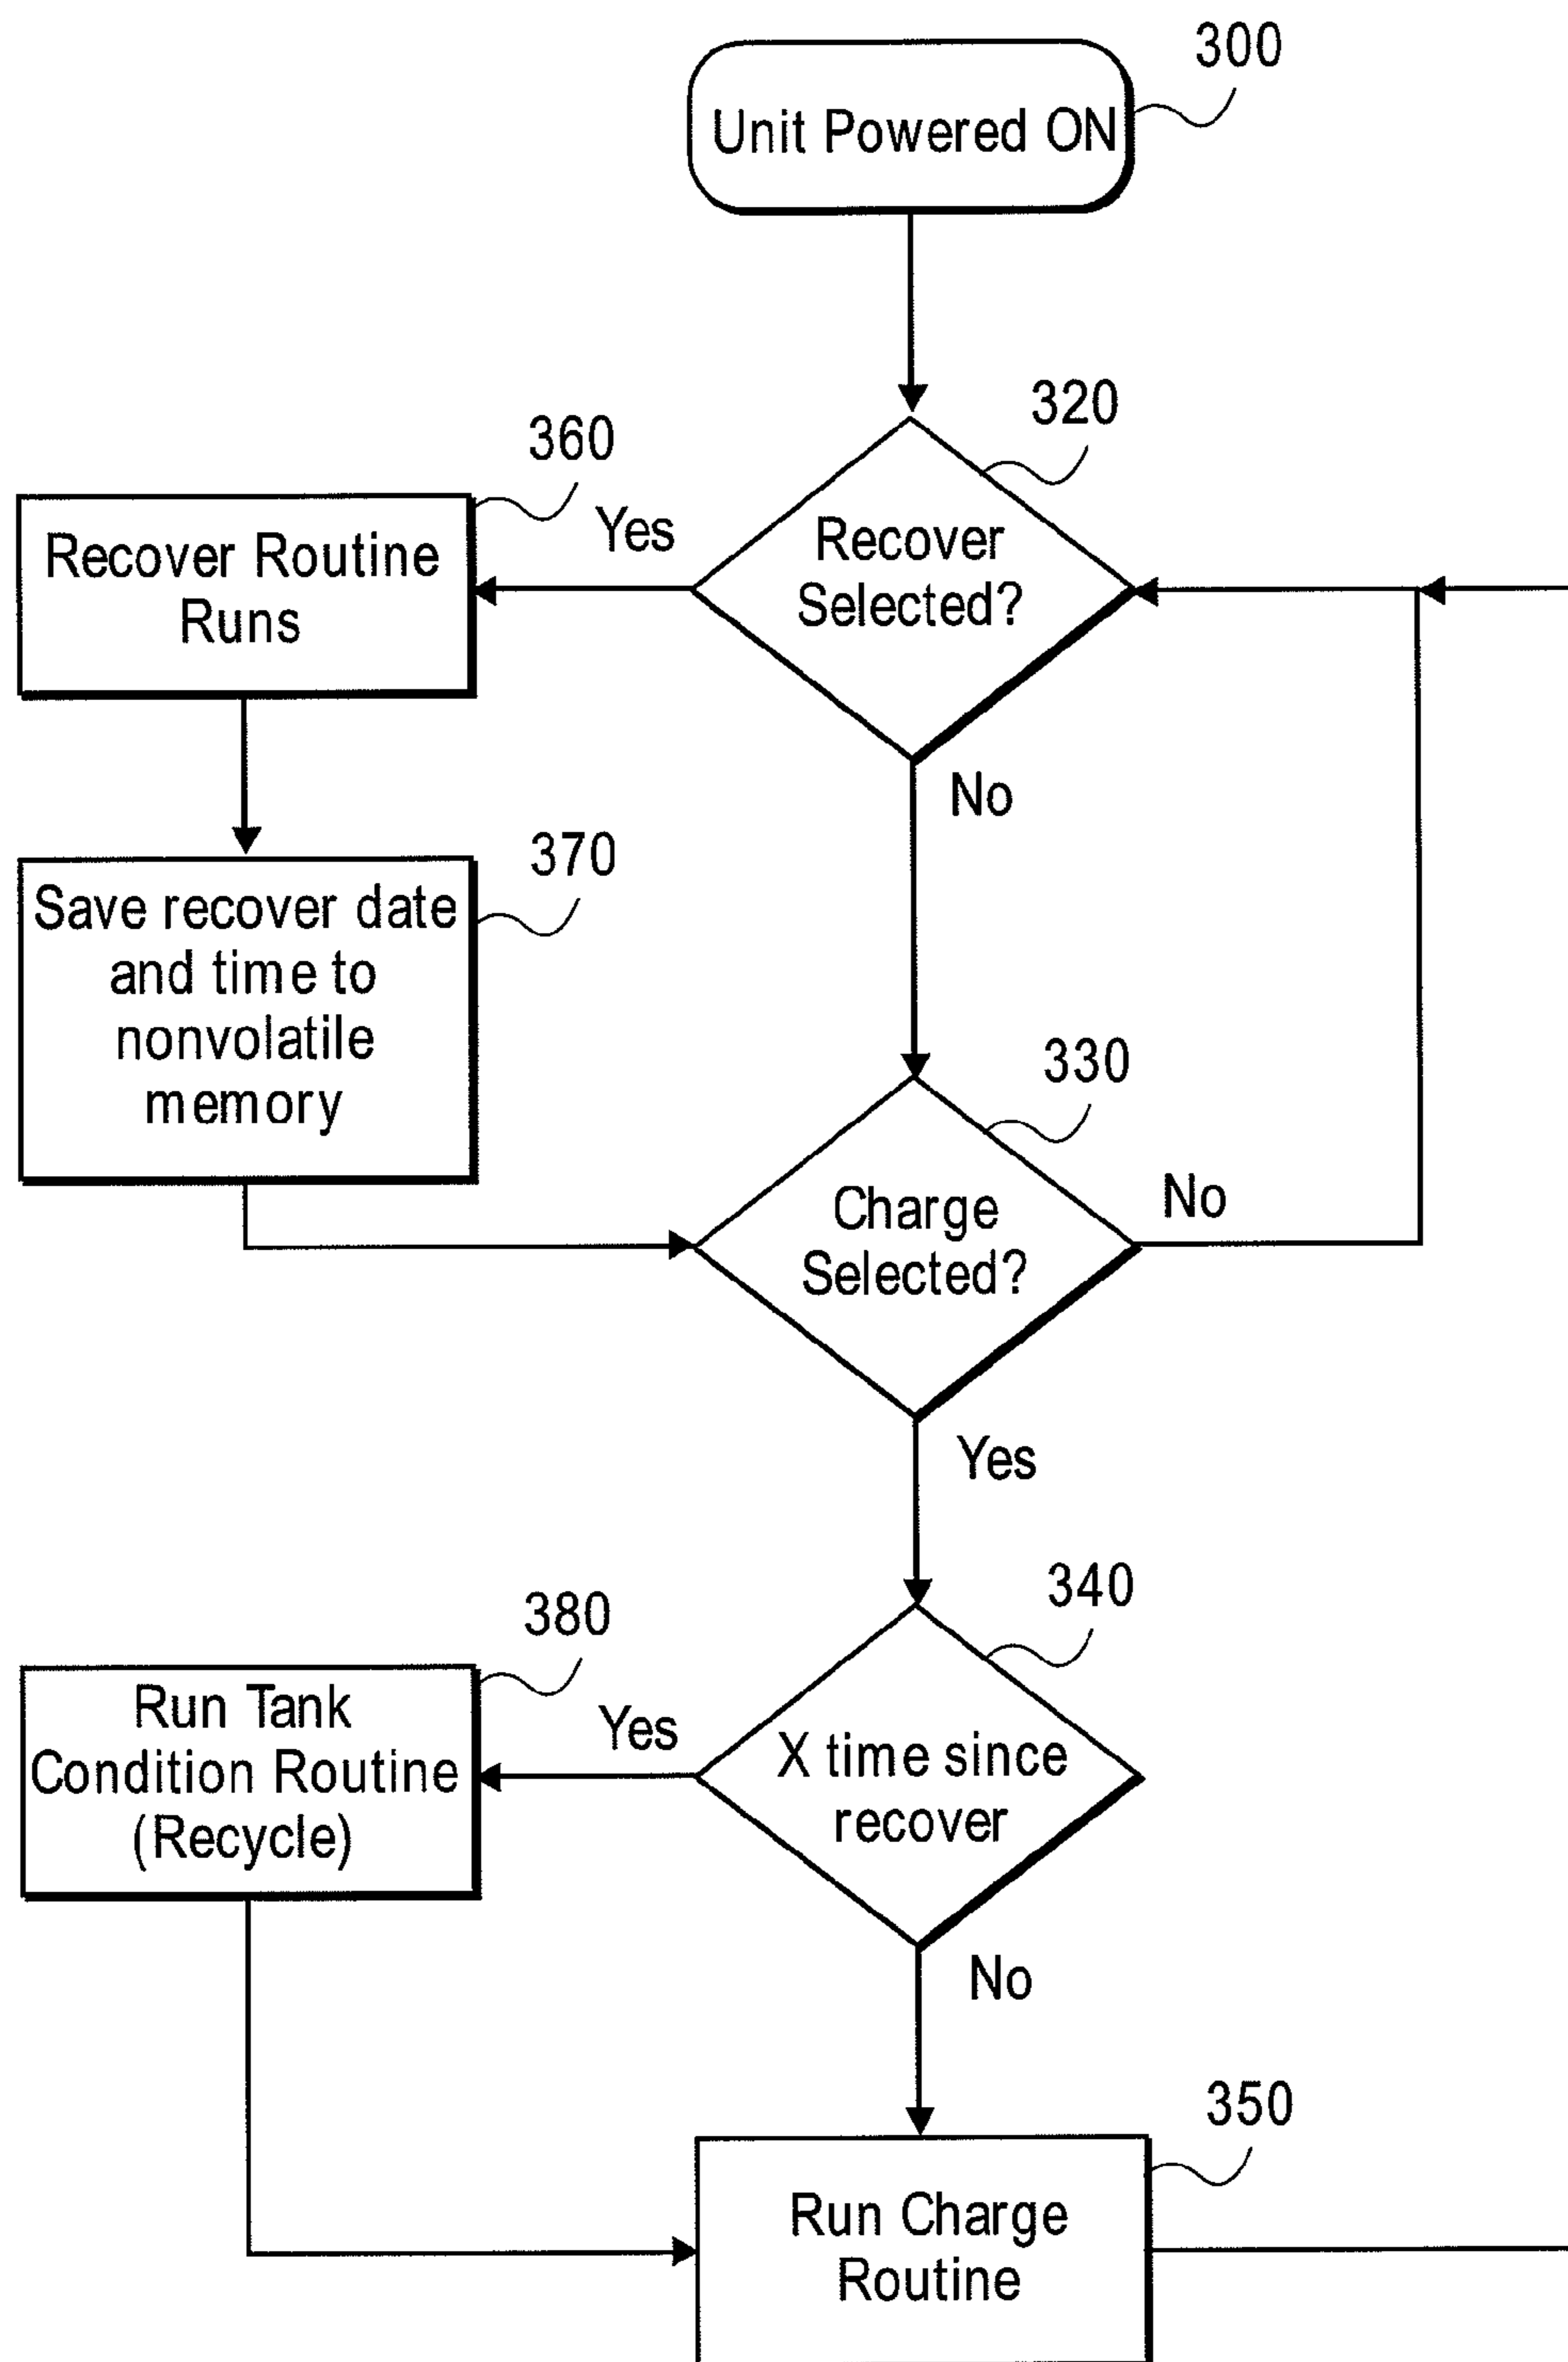 300
Unit Powered ON
320
Recover
Selected?
Yes
No
360
Recover Routine
Runs
370
Save recover date
and time to
nonvolatile
memory
330
Charge
Selected?
No
Yes
340
X time since
recover
Yes
No
380
Run Tank
Condition Routine
(Recycle)
350
Run Charge
Routine